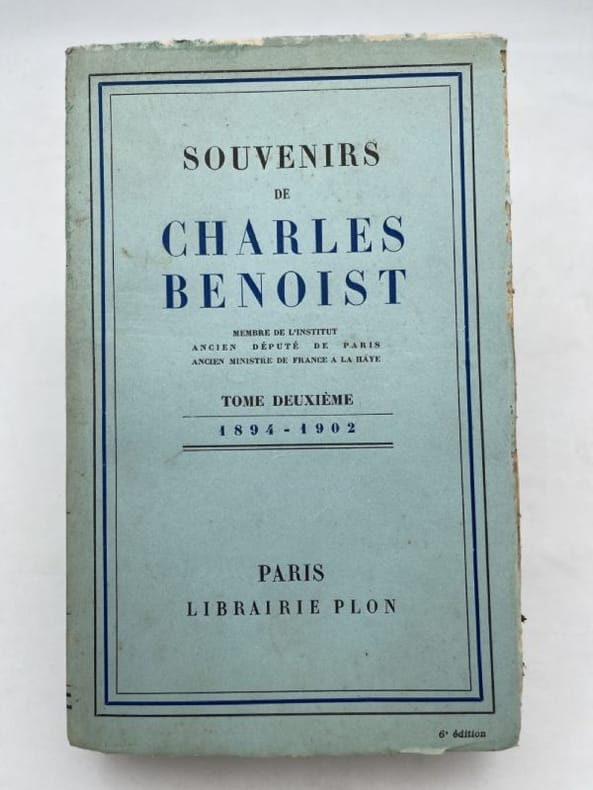 SOUVENIRS
DE
CHARLES
BENOIST
MEMBRE DE L'INSTITUT
ANCIEN DÉPUTÉ DE PARIS
ANCIEN MINISTRE DE FRANCE A LA HAYE
TOME DEUXIÈME
1894-1902
PARIS
LIBRAIRIE PLON
6e édition